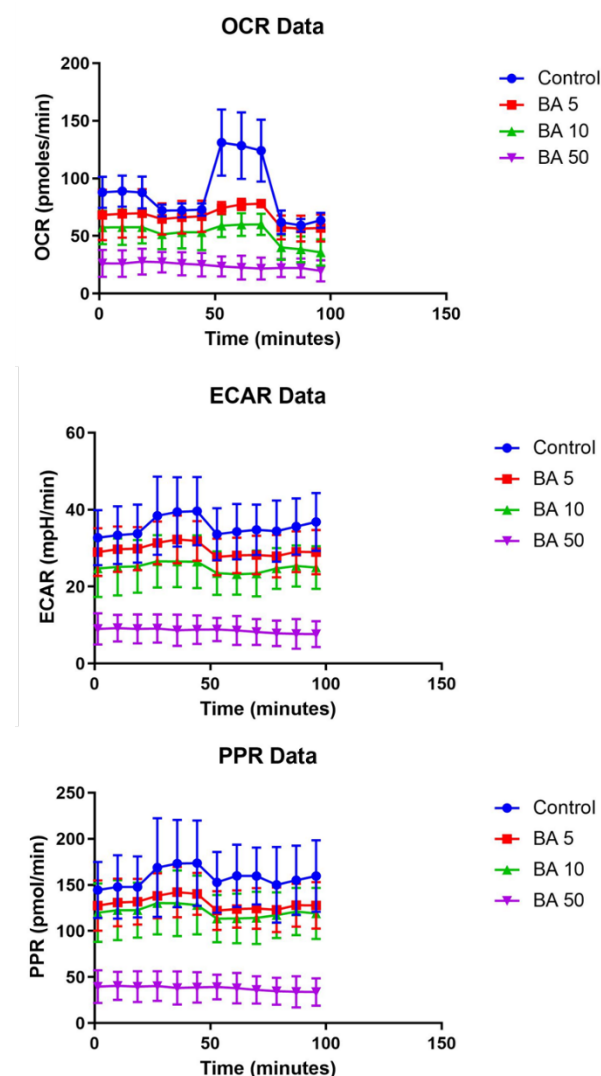 OCR Data
OCR (pmoles/min)
200
150
100
50
0
0 50 100 150
Time (minutes)
Control
BA 5
BA 10
BA 50
ECAR Data
ECAR (mpH/min)
60
40
20
0
0 50 100 150
Time (minutes)
Control
BA 5
BA 10
BA 50
PPR Data
PPR (pmol/min)
250
200
150
100
50
0
0 50 100 150
Time (minutes)
Control
BA 5
BA 10
BA 50